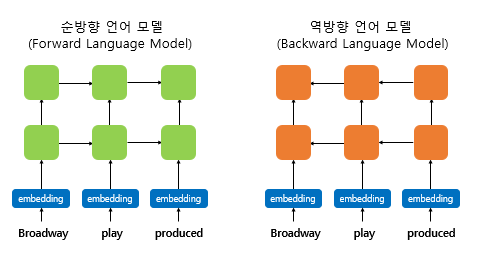 순방향 언어 모델
(Forward Language Model)
역방향 언어 모델
(Backward Language Model)
embedding embedding embedding
Broadway play produced
embedding embedding embedding
Broadway play produced